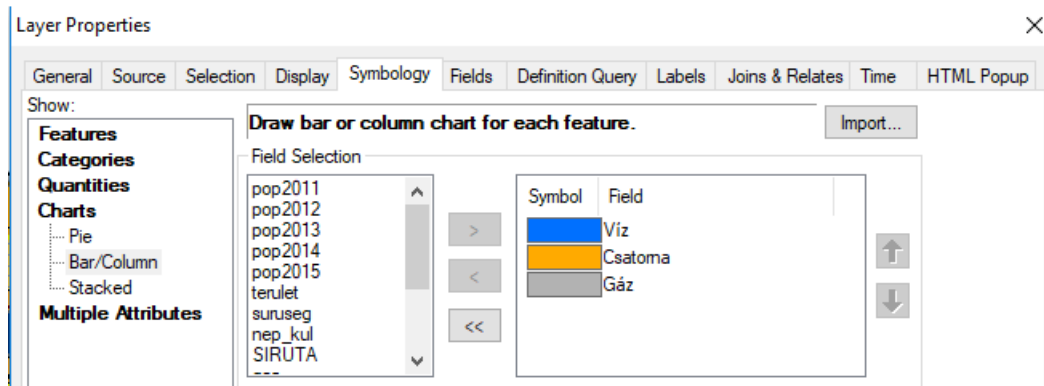 Layer Properties
General Source Selection Display Symbology Fields Definition Query Labels Joins & Relates Time HTML Popup
Show:
Features
Categories
Quantities
Charts
Pie
Bar/Column
Stacked
Multiple Attributes
Draw bar or column chart for each feature.
Import...
Field Selection
pop2011
pop2012
pop2013
pop2014
pop2015
terulet
suruseg
nep_kul
SIRUTA
>
<
<<
Symbol Field
Víz
Csatorna
Gáz